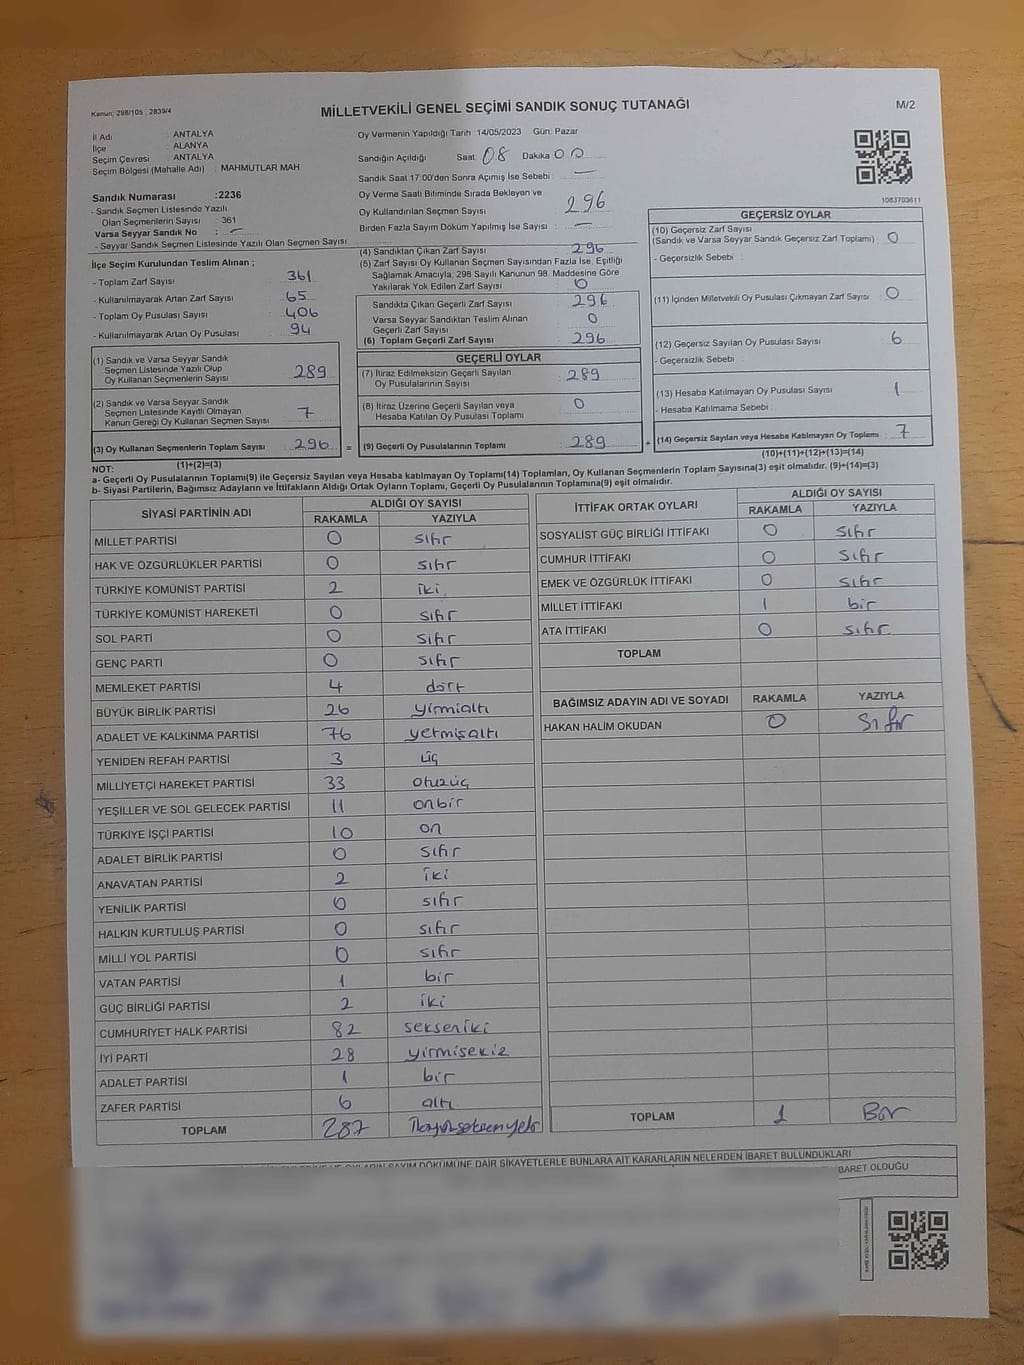 Kanun; 298/105 ; 2839/4
MİLLETVEKİLİ GENEL SEÇİMİ SANDIK SONUÇ TUTANAĞI
M/2
İl Adı : ANTALYA
İlçe : ALANYA
Seçim Çevresi : ANTALYA
Seçim Bölgesi (Mahalle Adı) : MAHMUTLAR MAH
Sandık Numarası :2236
- Sandık Seçmen Listesinde Yazılı
Olan Seçmenlerin Sayısı : 361
Varsa Seyyar Sandık No : —
- Seyyar Sandık Seçmen Listesinde Yazılı Olan Seçmen Sayısı
İlçe Seçim Kurulundan Teslim Alınan ;
- Toplam Zarf Sayısı : 361
- Kullanılmayarak Artan Zarf Sayısı : 65
- Toplam Oy Pusulası Sayısı : 406
- Kullanılmayarak Artan Oy Pusulası : 94
Oy Vermenin Yapıldığı Tarih :14/05/2023 Gün: Pazar
Sandığın Açıldığı Saat: 08 Dakika 00
Sandık Saat 17:00'den Sonra Açımış İse Sebebi : —
Oy Verme Saati Bitiminde Sırada Bekleyen ve
Oy Kullandırılan Seçmen Sayısı : 296
Birden Fazla Sayım Döküm Yapılmış İse Sayısı : —
(4) Sandıktan Çıkan Zarf Sayısı : 296
(5) Zarf Sayısı Oy Kullanan Seçmen Sayısından Fazla İse, Eşitliği
Sağlamak Amacıyla, 298 Sayılı Kanunun 98. Maddesine Göre
Yakılarak Yok Edilen Zarf Sayısı : 0
Sandıkta Çıkan Geçerli Zarf Sayısı : 296
Varsa Seyyar Sandıktan Teslim Alınan
Geçerli Zarf Sayısı : 0
(6) Toplam Geçerli Zarf Sayısı : 296
1083703611
GEÇERSİZ OYLAR
(10) Geçersiz Zarf Sayısı
(Sandık ve Varsa Seyyar Sandık Geçersiz Zarf Toplamı) : 0
- Geçersizlik Sebebi :
(11) İçinden Milletvekili Oy Pusulası Çıkmayan Zarf Sayısı : 0
(12) Geçersiz Sayılan Oy Pusulası Sayısı : 6
- Geçersizlik Sebebi :
(13) Hesaba Katılmayan Oy Pusulası Sayısı : 1
- Hesaba Katılmama Sebebi :
(14) Geçersiz Sayılan veya Hesaba Katılmayan Oy Toplamı : 7
(10)+(11)+(12)+(13)=(14)
(1) Sandık ve Varsa Seyyar Sandık
Seçmen Listesinde Yazılı Olup
Oy Kullanan Seçmenlerin Sayısı : 289
(2) Sandık ve Varsa Seyyar Sandık
Seçmen Listesinde Kayıtlı Olmayan
Kanun Gereği Oy Kullanan Seçmen Sayısı : 7
(3) Oy Kullanan Seçmenlerin Toplam Sayısı : 296 =
(1)+(2)=(3)
GEÇERLİ OYLAR
(7) İtiraz Edilmeksizin Geçerli Sayılan
Oy Pusulalarının Sayısı : 289
(8) İtiraz Üzerine Geçerli Sayılan veya
Hesaba Katılan Oy Pusulası Toplamı : 0
(9) Geçerli Oy Pusulalarının Toplamı : 289 +
NOT:
a- Geçerli Oy Pusulalarının Toplamı(9) ile Geçersiz Sayılan veya Hesaba katılmayan Oy Toplamı(14) Toplamları, Oy Kullanan Seçmenlerin Toplam Sayısına(3) eşit olmalıdır. (9)+(14)=(3)
b- Siyasi Partilerin, Bağımsız Adayların ve İttifakların Aldığı Ortak Oyların Toplamı, Geçerli Oy Pusulalarının Toplamına(9) eşit olmalıdır.
SİYASİ PARTİNİN ADI ALDIĞI OY SAYISI
RAKAMLA YAZIYLA
MİLLET PARTİSİ 0 sıfır
HAK VE ÖZGÜRLÜKLER PARTİSİ 0 sıfır
TÜRKİYE KOMÜNİST PARTİSİ 2 iki
TÜRKİYE KOMÜNİST HAREKETİ 0 sıfır
SOL PARTİ 0 sıfır
GENÇ PARTİ 0 sıfır
MEMLEKET PARTİSİ 4 dört
BÜYÜK BİRLİK PARTİSİ 26 yirmialtı
ADALET VE KALKINMA PARTİSİ 76 yetmişaltı
YENİDEN REFAH PARTİSİ 3 üç
MİLLİYETÇİ HAREKET PARTİSİ 33 otuzüç
YEŞİLLER VE SOL GELECEK PARTİSİ 11 onbir
TÜRKİYE İŞÇİ PARTİSİ 10 on
ADALET BİRLİK PARTİSİ 0 sıfır
ANAVATAN PARTİSİ 2 iki
YENİLİK PARTİSİ 0 sıfır
HALKIN KURTULUŞ PARTİSİ 0 sıfır
MİLLİ YOL PARTİSİ 0 sıfır
VATAN PARTİSİ 1 bir
GÜÇ BİRLİĞİ PARTİSİ 2 iki
CUMHURİYET HALK PARTİSİ 82 sekseniki
İYİ PARTİ 28 yirmisekiz
ADALET PARTİSİ 1 bir
ZAFER PARTİSİ 6 altı
TOPLAM 287
İTTİFAK ORTAK OYLARI ALDIĞI OY SAYISI
RAKAMLA YAZIYLA
SOSYALİST GÜÇ BİRLİĞİ İTTİFAKI 0 sıfır
CUMHUR İTTİFAKI 0 sıfır
EMEK VE ÖZGÜRLÜK İTTİFAKI 0 sıfır
MİLLET İTTİFAKI 1 bir
ATA İTTİFAKI 0 sıfır
TOPLAM
BAĞIMSIZ ADAYIN ADI VE SOYADI RAKAMLA YAZIYLA
HAKAN HALİM OKUDAN 0 Sıfır
TOPLAM 1 Bir
OYLARIN SAYIM DÖKÜMÜNE DAİR ŞİKAYETLERLE BUNLARA AİT KARARLARIN NELERDEN İBARET BULUNDUKLARI
İBARET OLDUĞU